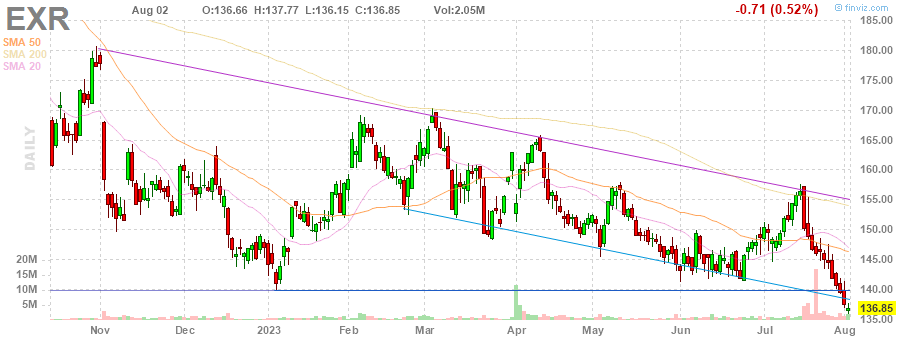 EXR
Aug 02 O:136.66 H:137.77 L:136.15 C:136.85 Vol:2.05M -0.71 (0.52%)
© finviz.com
SMA 50
SMA 200
SMA 20
DAILY
185.00
180.00
175.00
170.00
165.00
160.00
155.00
150.00
145.00
140.00
136.85
135.00
20M
15M
10M
5M
Nov Dec 2023 Feb Mar Apr May Jun Jul Aug